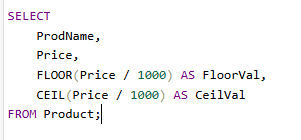 SELECT
ProdName,
Price,
FLOOR(Price / 1000) AS FloorVal,
CEIL(Price / 1000) AS CeilVal
FROM Product;